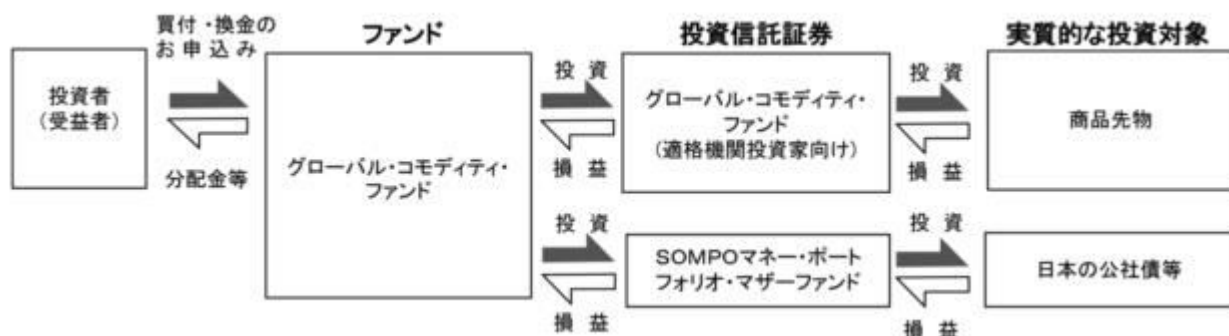 買付・換金の
お申込み
ファンド
投資信託証券
実質的な投資対象
投資者
(受益者)
分配金等
グローバル・コモディティ・
ファンド
投 資
損 益
グローバル・コモディティ・
ファンド
(適格機関投資家向け)
投 資
損 益
商品先物
投 資
損 益
SOMPOマネー・ポート
フォリオ・マザーファンド
投 資
損 益
日本の公社債等